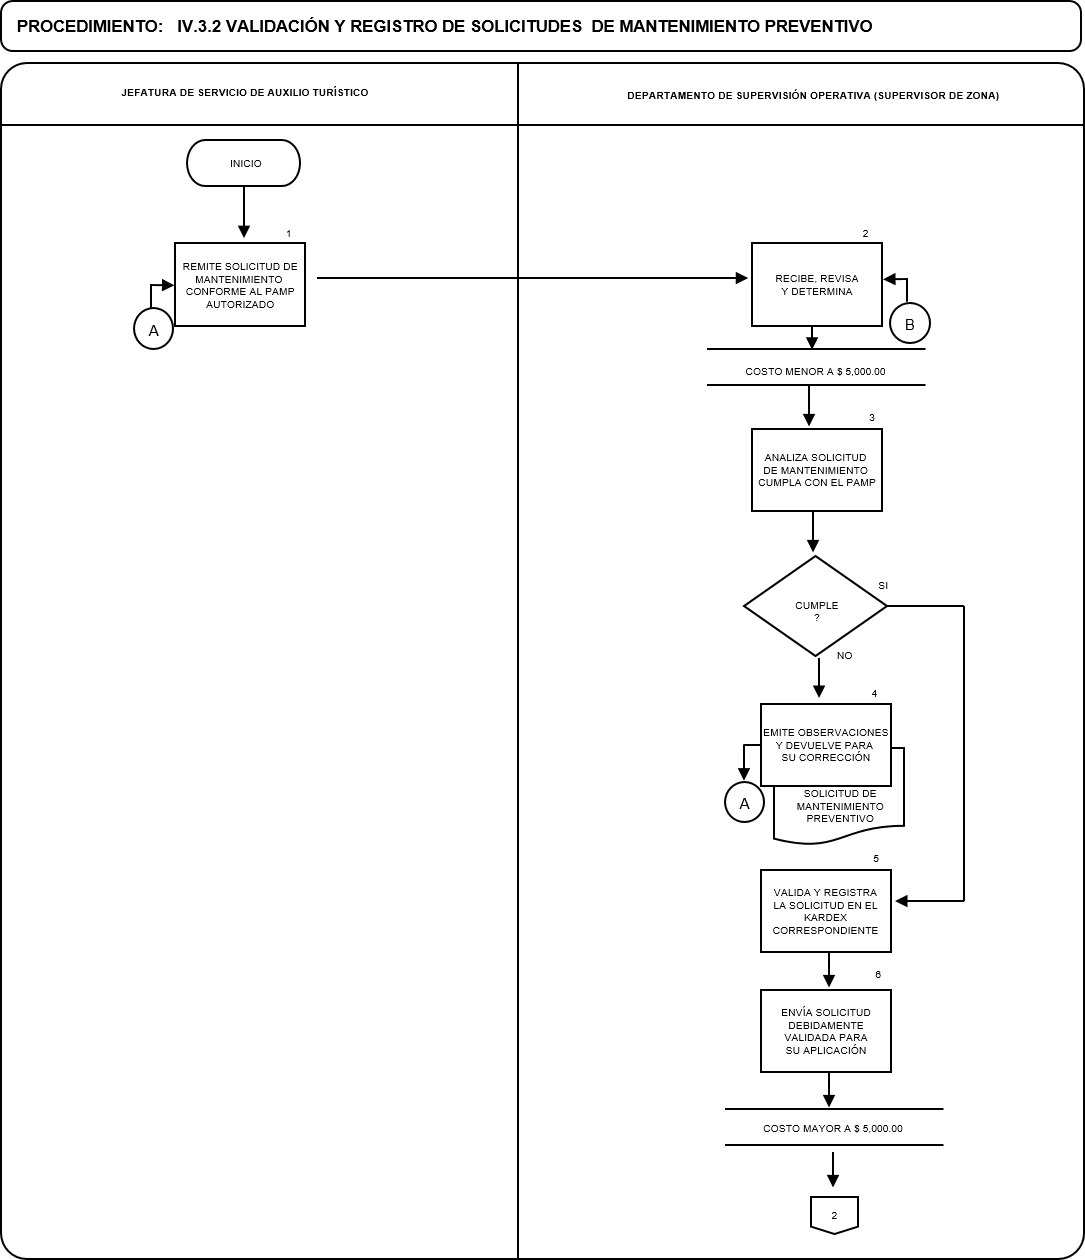 PROCEDIMIENTO: IV.3.2 VALIDACIÓN Y REGISTRO DE SOLICITUDES DE MANTENIMIENTO PREVENTIVO
JEFATURA DE SERVICIO DE AUXILIO TURÍSTICO
DEPARTAMENTO DE SUPERVISIÓN OPERATIVA (SUPERVISOR DE ZONA)
INICIO
1
REMITE SOLICITUD DE
MANTENIMIENTO
CONFORME AL PAMP
AUTORIZADO
A
2
RECIBE, REVISA
Y DETERMINA
B
COSTO MENOR A $ 5,000.00
3
ANALIZA SOLICITUD
DE MANTENIMIENTO
CUMPLA CON EL PAMP
SI
CUMPLE
?
NO
4
EMITE OBSERVACIONES
Y DEVUELVE PARA
SU CORRECCIÓN
A
SOLICITUD DE
MANTENIMIENTO
PREVENTIVO
5
VALIDA Y REGISTRA
LA SOLICITUD EN EL
KARDEX
CORRESPONDIENTE
6
ENVÍA SOLICITUD
DEBIDAMENTE
VALIDADA PARA
SU APLICACIÓN
COSTO MAYOR A $ 5,000.00
2